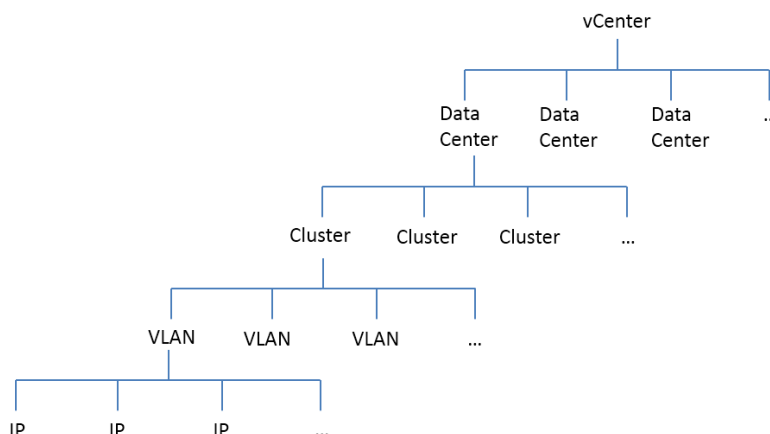 vCenter
Data
Center
Data
Center
Data
Center
..
Cluster
Cluster
Cluster
...
VLAN
VLAN
VLAN
...
IP
IP
IP
...